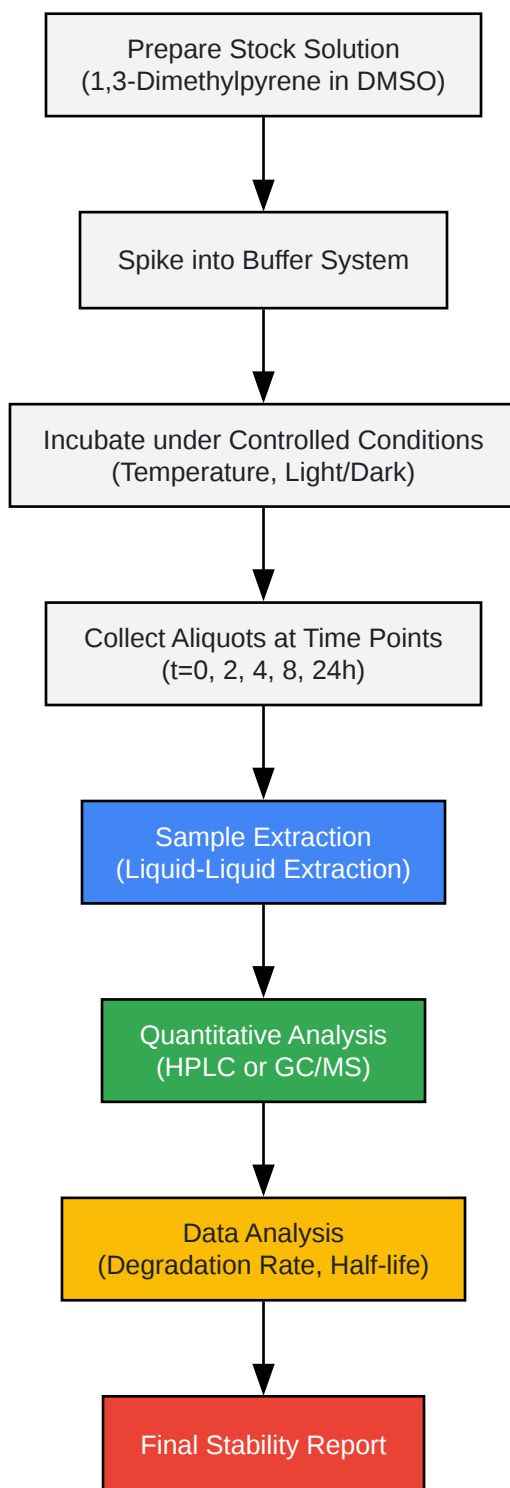 Prepare Stock Solution
(1,3-Dimethylpyrene in DMSO)
Spike into Buffer System
Incubate under Controlled Conditions
(Temperature, Light/Dark)
Collect Aliquots at Time Points
(t=0, 2, 4, 8, 24h)
Sample Extraction
(Liquid-Liquid Extraction)
Quantitative Analysis
(HPLC or GC/MS)
Data Analysis
(Degradation Rate, Half-life)
Final Stability Report